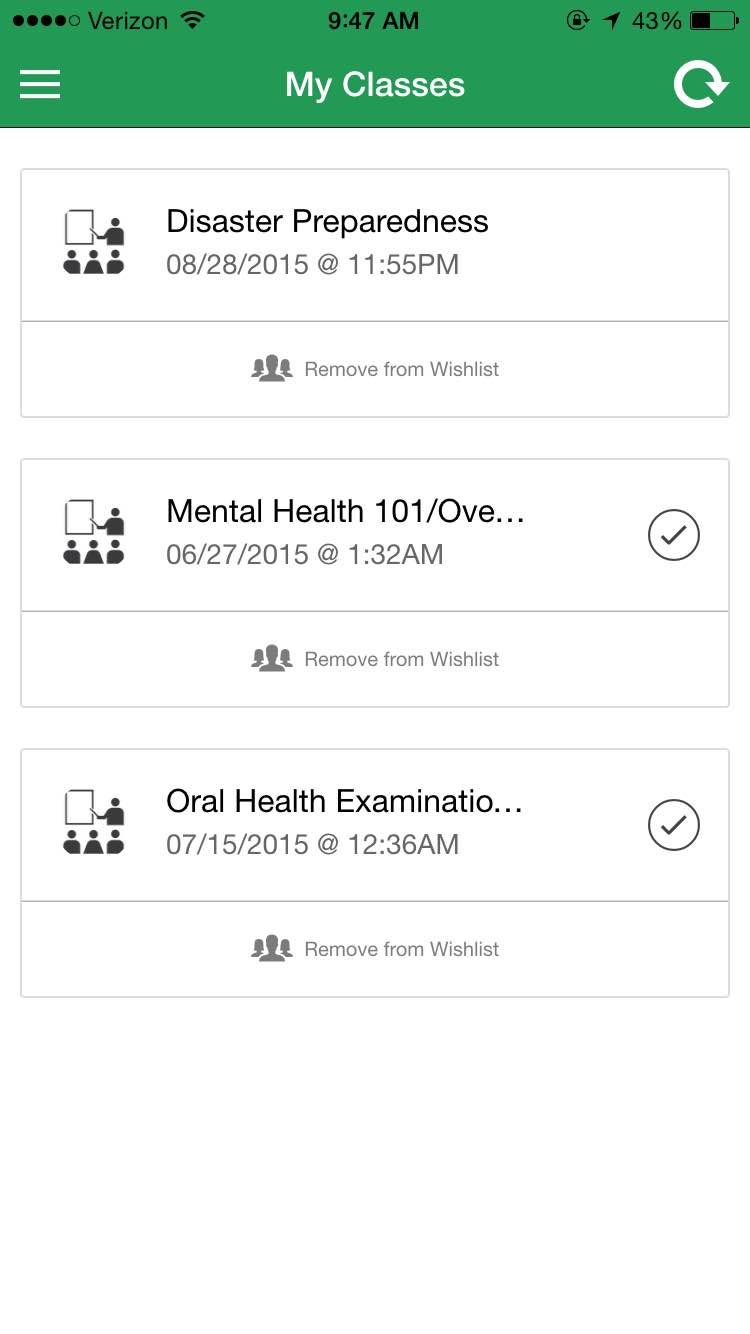 Verizon 9:47 AM 43%
My Classes
Disaster Preparedness
08/28/2015 @ 11:55PM
Remove from Wishlist
Mental Health 101/Ove...
06/27/2015 @ 1:32AM
Remove from Wishlist
Oral Health Examinatio...
07/15/2015 @ 12:36AM
Remove from Wishlist